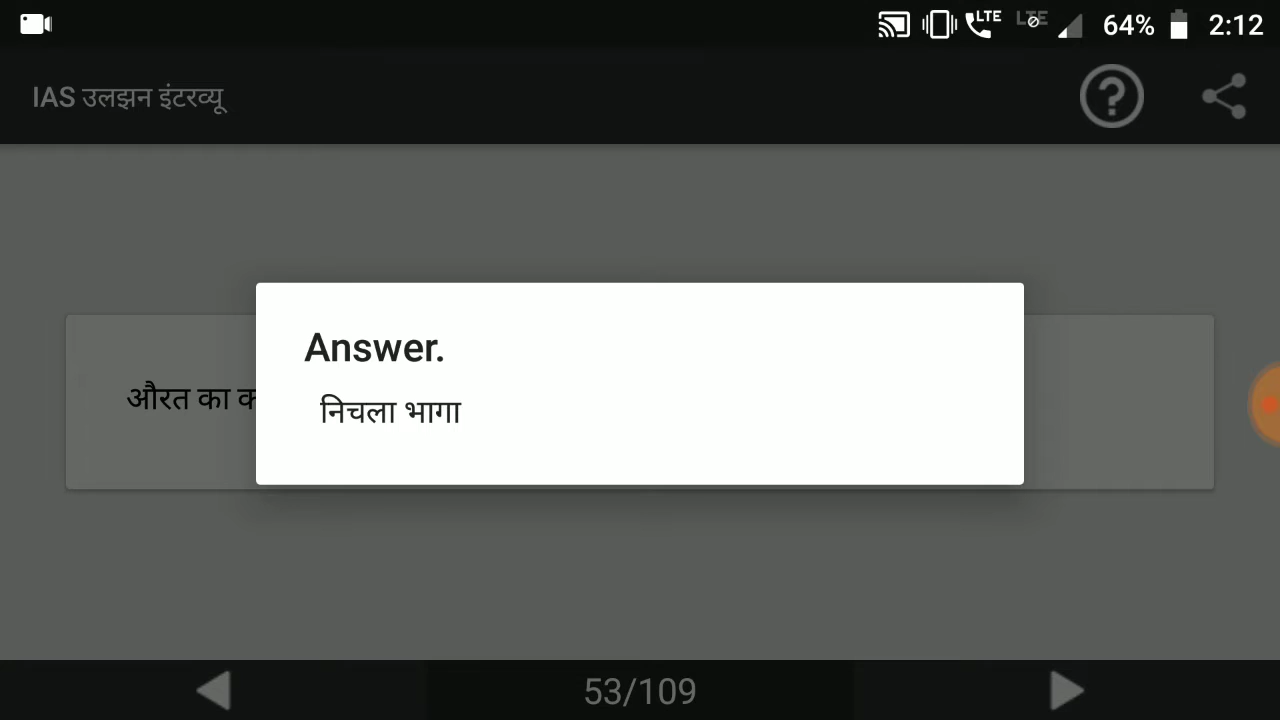 LTE LTE 64% 2:12
IAS उलझन इंटरव्यू
Answer.
औरत का
निचला भागा
53/109